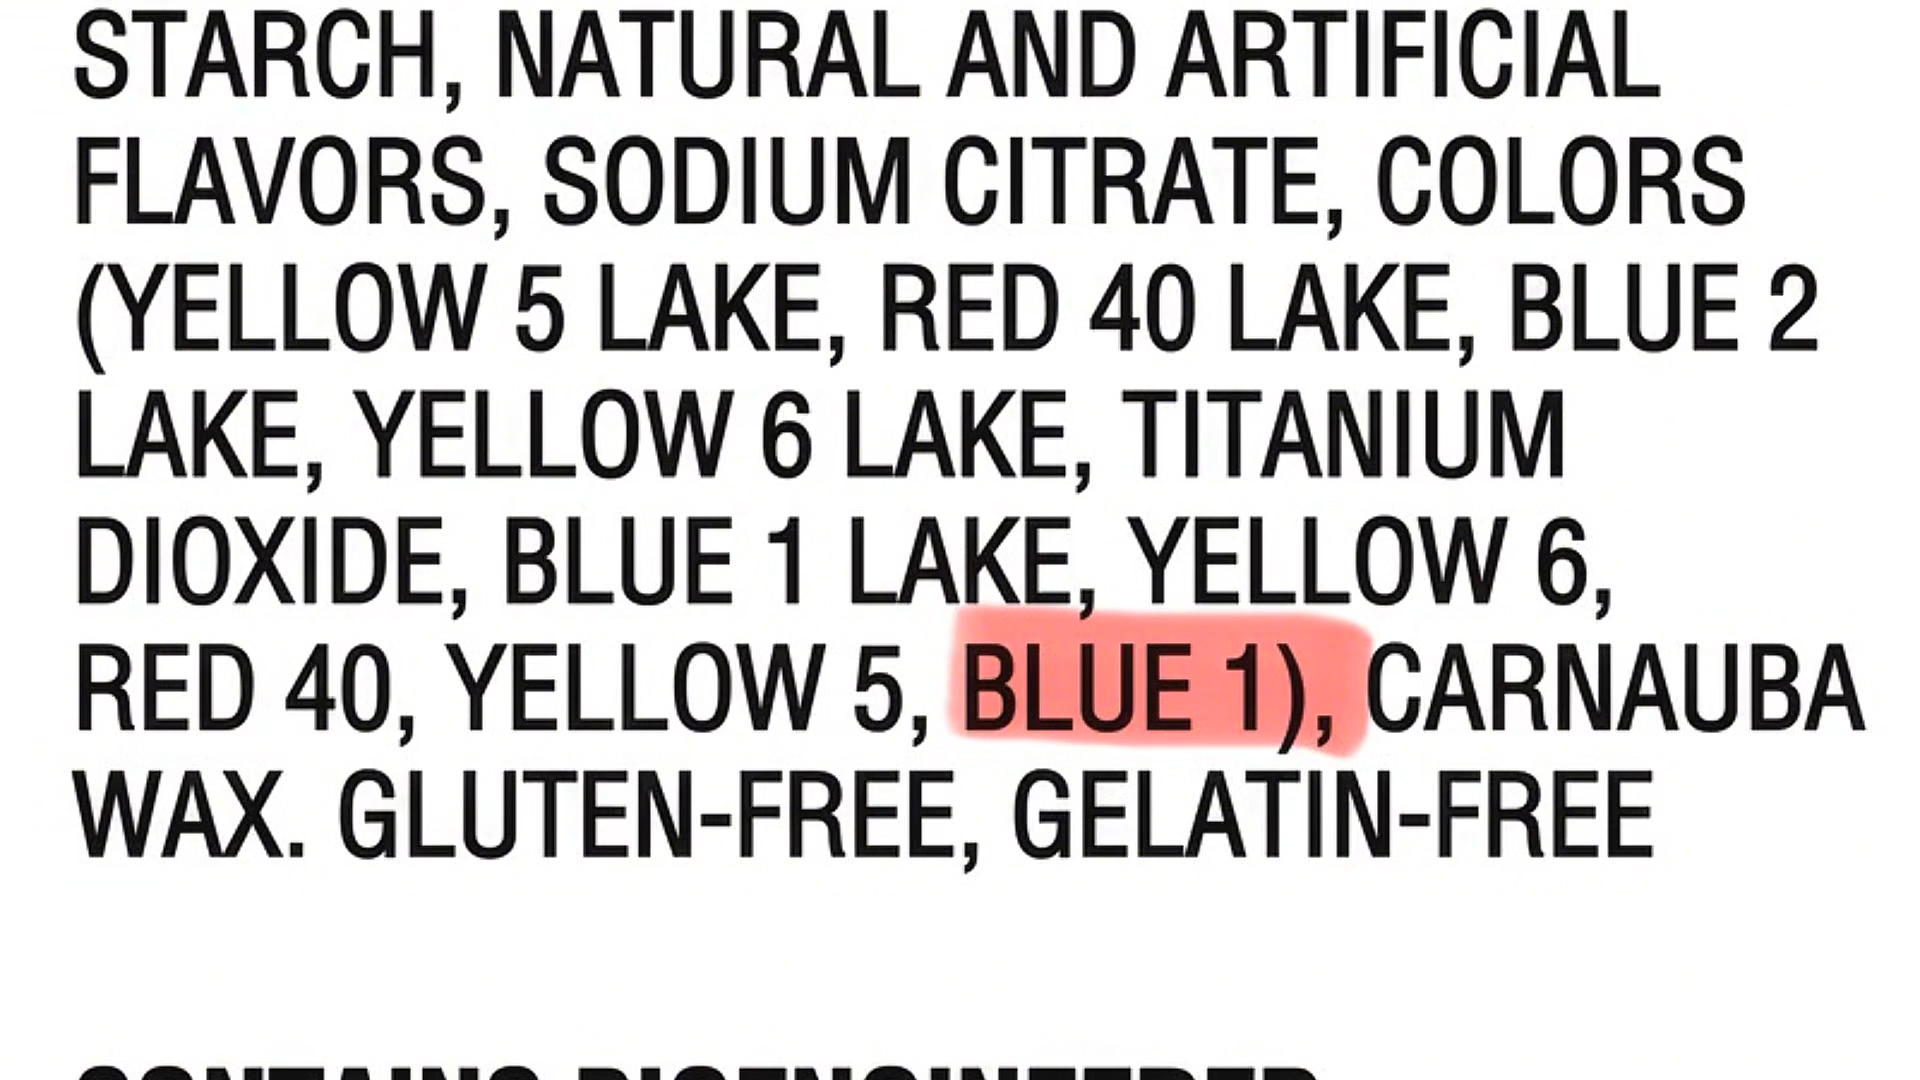 STARCH, NATURAL AND ARTIFICIAL
FLAVORS, SODIUM CITRATE, COLORS
(YELLOW 5 LAKE, RED 40 LAKE, BLUE 2
LAKE, YELLOW 6 LAKE, TITANIUM
DIOXIDE, BLUE 1 LAKE, YELLOW 6,
RED 40, YELLOW 5, BLUE 1), CARNAUBA
WAX. GLUTEN-FREE, GELATIN-FREE
CONTAINS BIOENGINEERED